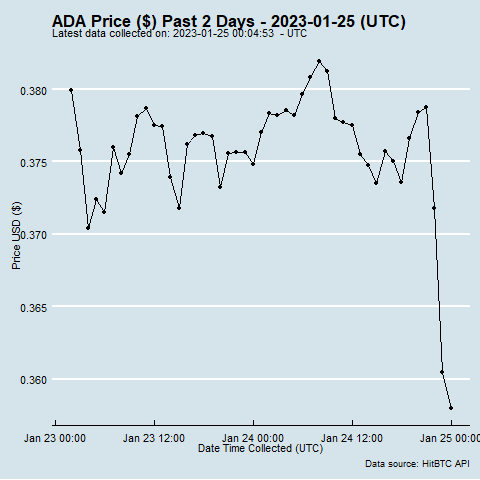 ADA Price ($) Past 2 Days - 2023-01-25 (UTC)
Latest data collected on: 2023-01-25 00:04:53 - UTC
0.380
0.375
0.370
0.365
0.360
Price USD ($)
Jan 23 00:00 Jan 23 12:00 Jan 24 00:00 Jan 24 12:00 Jan 25 00:00
Date Time Collected (UTC)
Data source: HitBTC API